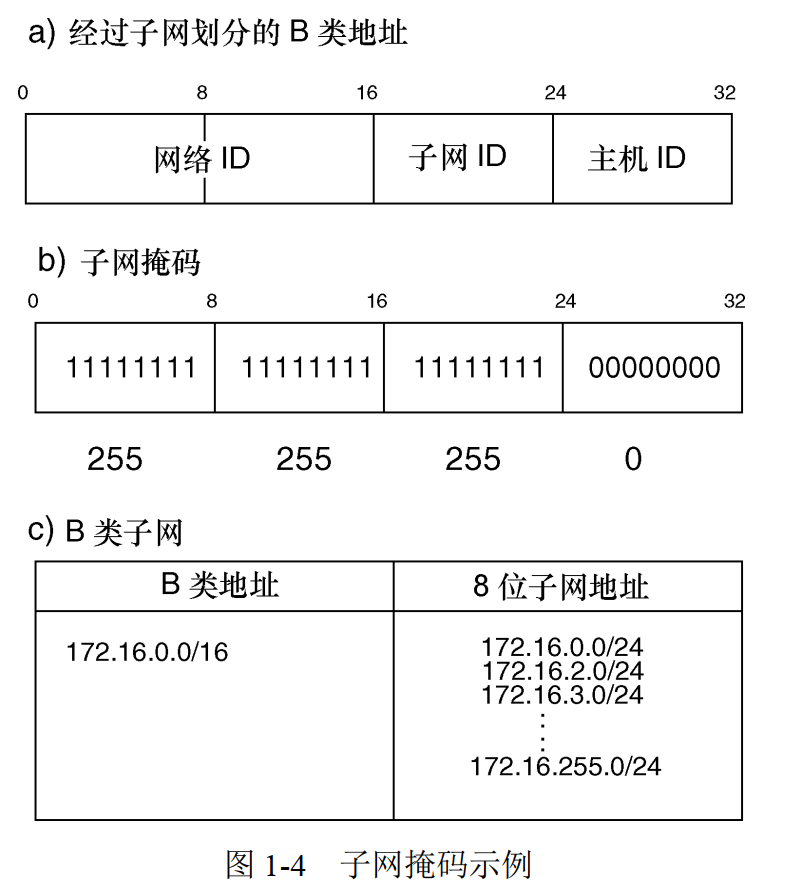 a) 经过子网划分的 B 类地址
0 8 16 24 32
网络 ID 子网 ID 主机 ID
b) 子网掩码
0 8 16 24 32
11111111 11111111 11111111 00000000
255 255 255 0
c) B 类子网
B 类地址 8 位子网地址
172.16.0.0/16 172.16.0.0/24
172.16.2.0/24
172.16.3.0/24
172.16.255.0/24
图 1-4 子网掩码示例